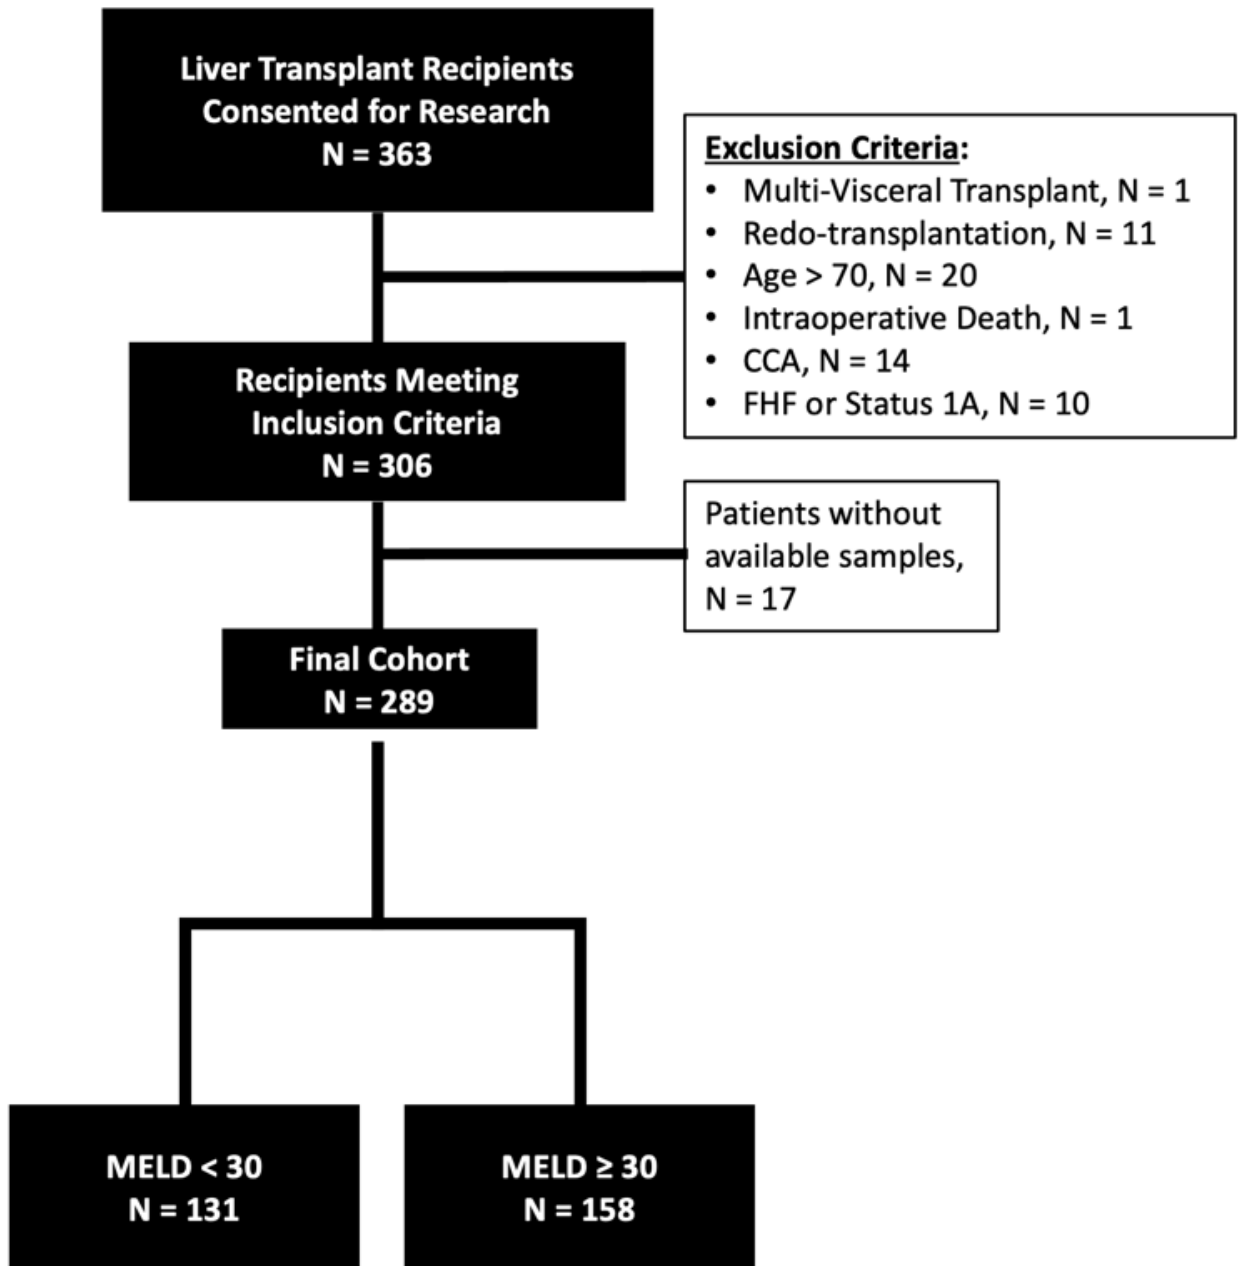 Liver Transplant Recipients
Consented for Research
N = 363
Exclusion Criteria:
• Multi-Visceral Transplant, N = 1
• Redo-transplantation, N = 11
• Age > 70, N = 20
• Intraoperative Death, N = 1
• CCA, N = 14
• FHF or Status 1A, N = 10
Recipients Meeting
Inclusion Criteria
N = 306
Patients without
available samples,
N = 17
Final Cohort
N = 289
MELD < 30
N = 131
MELD ≥ 30
N = 158